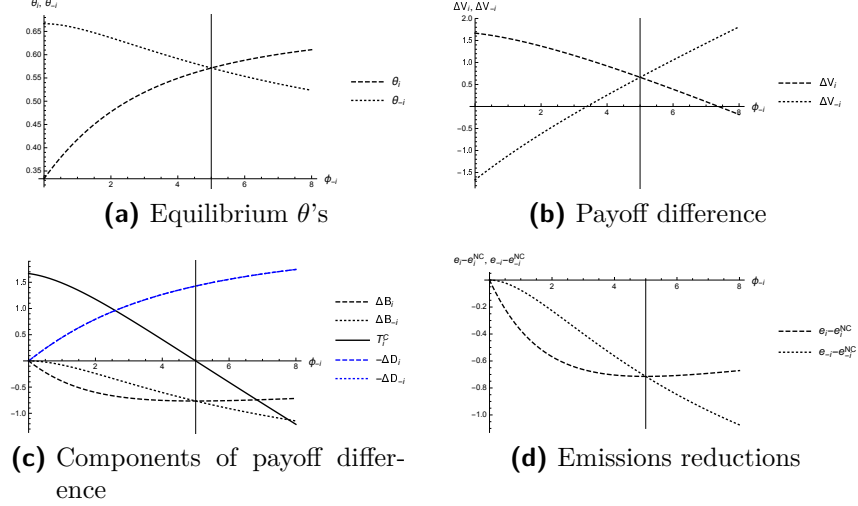 θi, θ-i
0.65
0.60
0.55
0.50
0.45
0.40
0.35
2 4 6 8
ϕ-i
θi
θ-i
(a) Equilibrium θ's
ΔVi, ΔV-i
2.0
1.5
1.0
0.5
-0.5
-1.0
-1.5
2 4 6 8
ϕ-i
ΔVi
ΔV-i
(b) Payoff difference
1.5
1.0
0.5
-0.5
-1.0
2 4 6 8
ϕ-i
ΔBi
ΔB-i
TiC
-ΔDi
-ΔD-i
(c) Components of payoff differ-
ence
ei-eiNC, e-i-e-iNC
-0.2
-0.4
-0.6
-0.8
-1.0
2 4 6 8
ϕ-i
ei-eiNC
e-i-e-iNC
(d) Emissions reductions